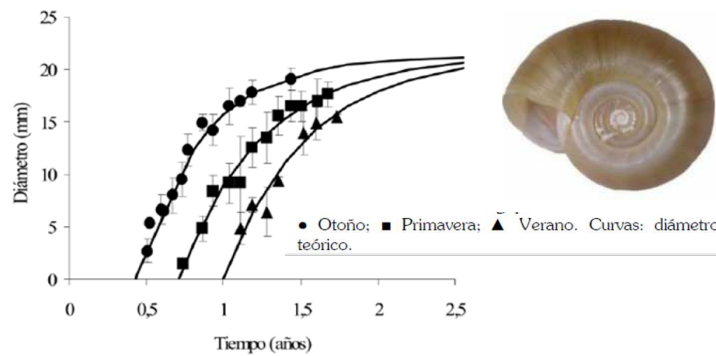 25
20
15
10
5
0
Diámetro (mm)
0 0,5 1 1,5 2 2,5
Tiempo (años)
● Otoño; ■ Primavera; ▲ Verano. Curvas: diámetro
teórico.